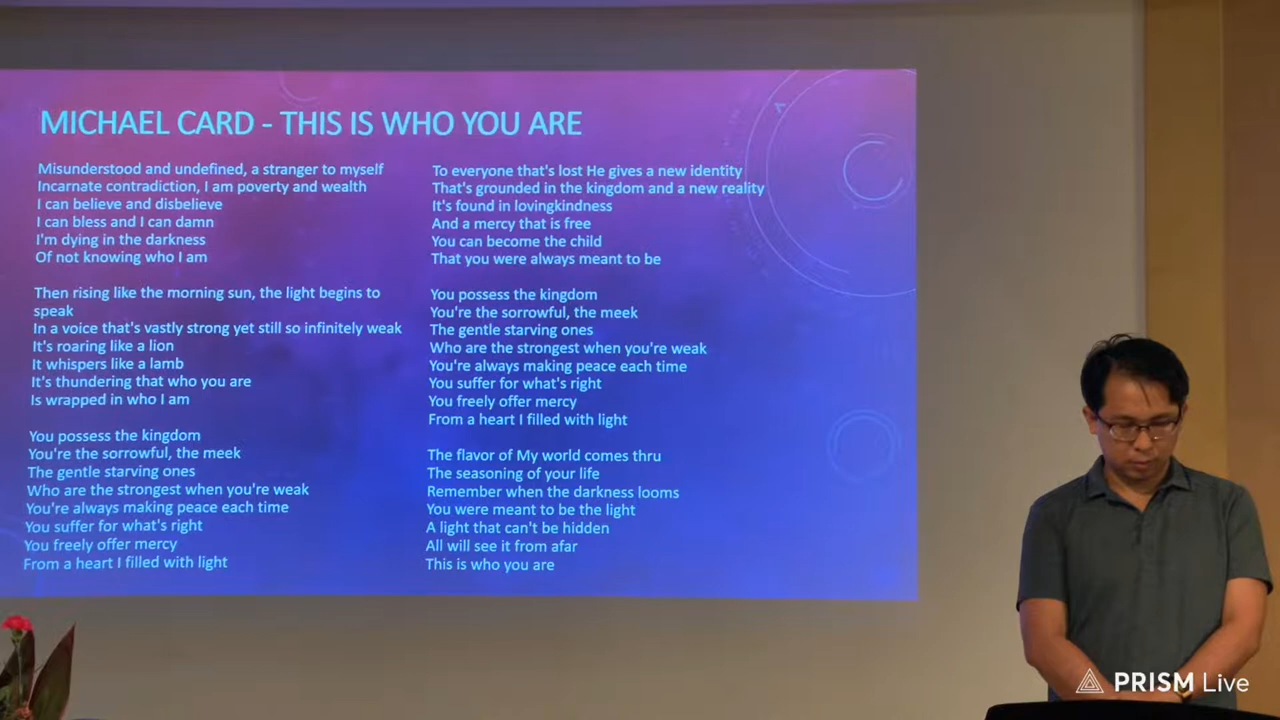 MICHAEL CARD - THIS IS WHO YOU ARE
Misunderstood and undefined, a stranger to myself
Incarnate contradiction, I am poverty and wealth
I can believe and disbelieve
I can bless and I can damn
I'm dying in the darkness
Of not knowing who I am
Then rising like the morning sun, the light begins to
speak
In a voice that's vastly strong yet still so infinitely weak
It's roaring like a lion
It whispers like a lamb
It's thundering that who you are
Is wrapped in who I am
You possess the kingdom
You're the sorrowful, the meek
The gentle starving ones
Who are the strongest when you're weak
You're always making peace each time
You suffer for what's right
You freely offer mercy
From a heart I filled with light
To everyone that's lost He gives a new identity
That's grounded in the kingdom and a new reality
It's found in lovingkindness
And a mercy that is free
You can become the child
That you were always meant to be
You possess the kingdom
You're the sorrowful, the meek
The gentle starving ones
Who are the strongest when you're weak
You're always making peace each time
You suffer for what's right
You freely offer mercy
From a heart I filled with light
The flavor of My world comes thru
The seasoning of your life
Remember when the darkness looms
You were meant to be the light
A light that can't be hidden
All will see it from afar
This is who you are
PRISM Live